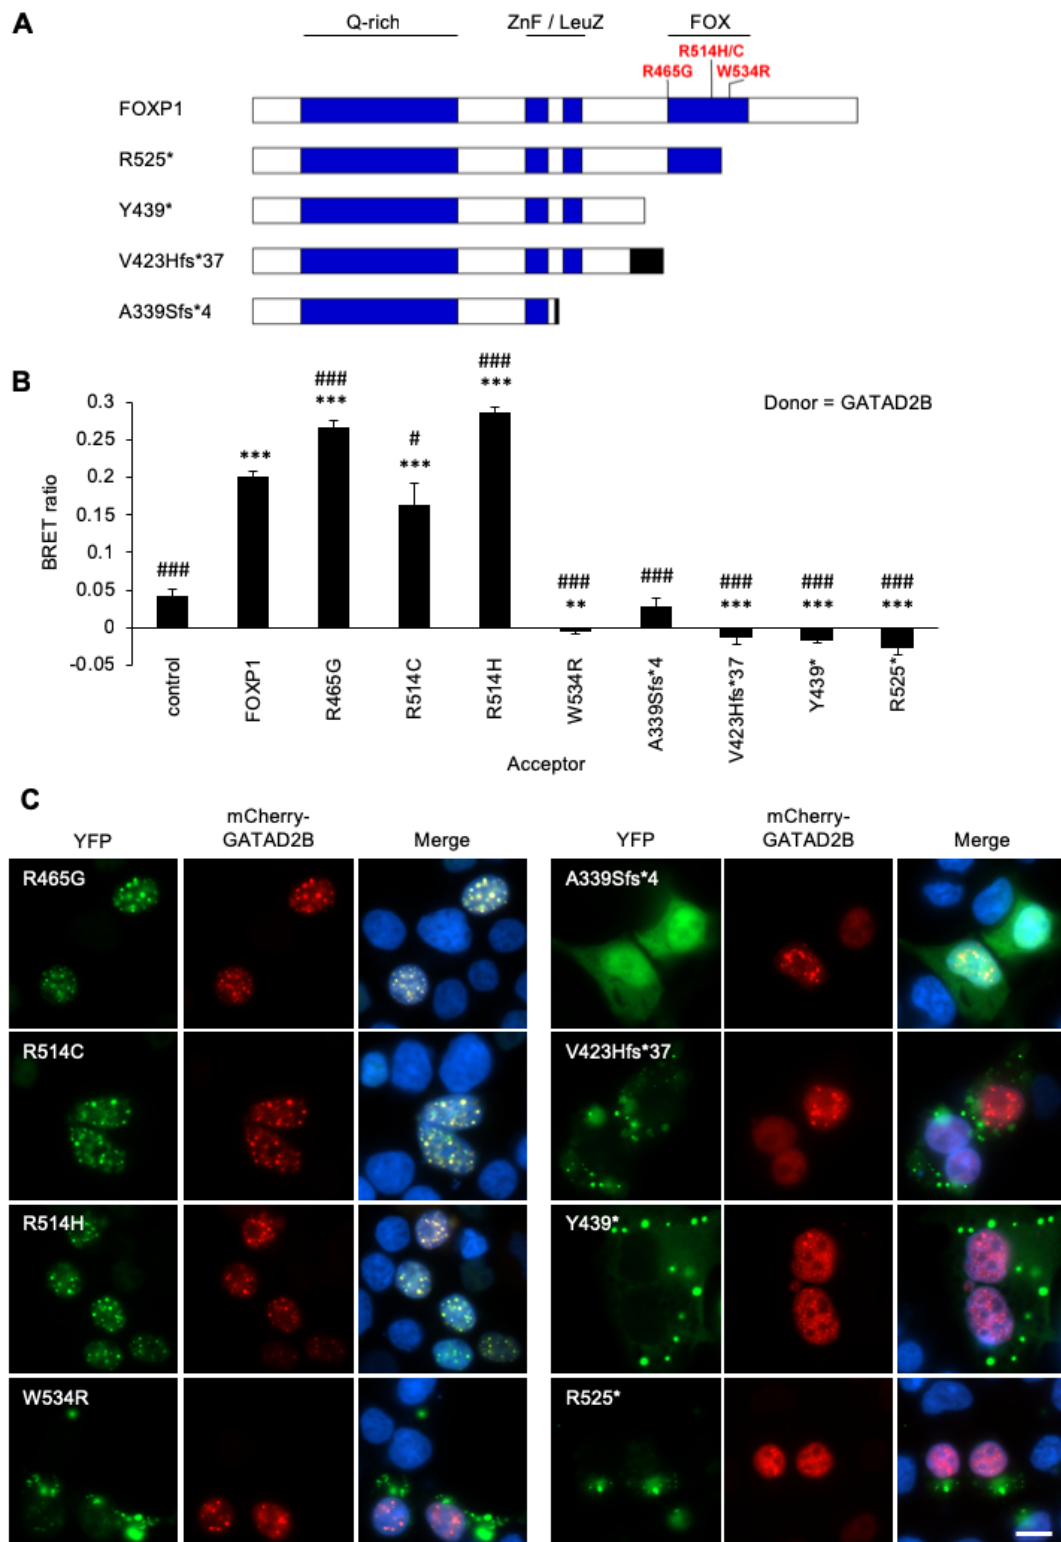 A
Q-rich ZnF / LeuZ FOX
R514H/C
R465G W534R
FOXP1
R525*
Y439*
V423Hfs*37
A339Sfs*4
B
Donor = GATAD2B
BRET ratio
0.3
0.25
0.2
0.15
0.1
0.05
0
-0.05
###
***
###
***
#
***
###
***
###
**
###
###
***
###
***
###
***
control
FOXP1
R465G
R514C
R514H
W534R
A339Sfs*4
V423Hfs*37
Y439*
R525*
Acceptor
C
YFP
mCherry-
GATAD2B
Merge
YFP
mCherry-
GATAD2B
Merge
R465G
A339Sfs*4
R514C
V423Hfs*37
R514H
Y439*
W534R
R525*